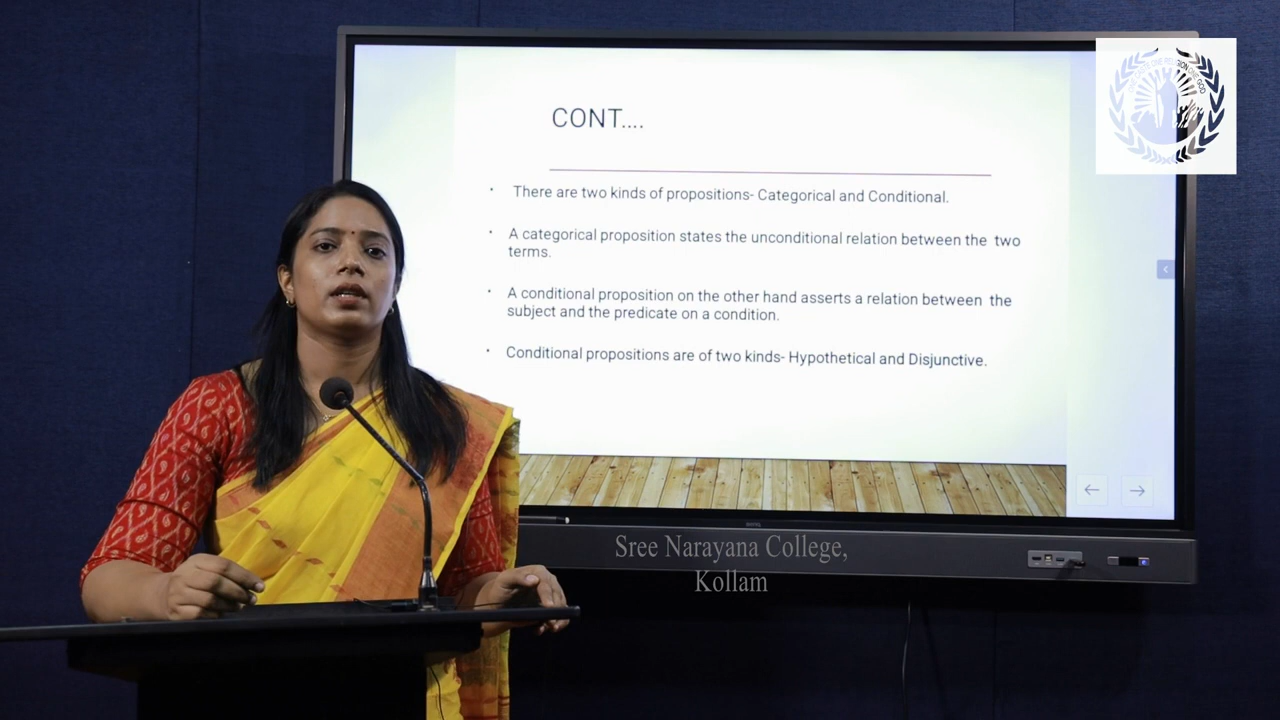 CONT....
There are two kinds of propositions- Categorical and Conditional.
A categorical proposition states the unconditional relation between the two
terms.
A conditional proposition on the other hand asserts a relation between the
subject and the predicate on a condition.
Conditional propositions are of two kinds- Hypothetical and Disjunctive.
Sree Narayana College,
Kollam